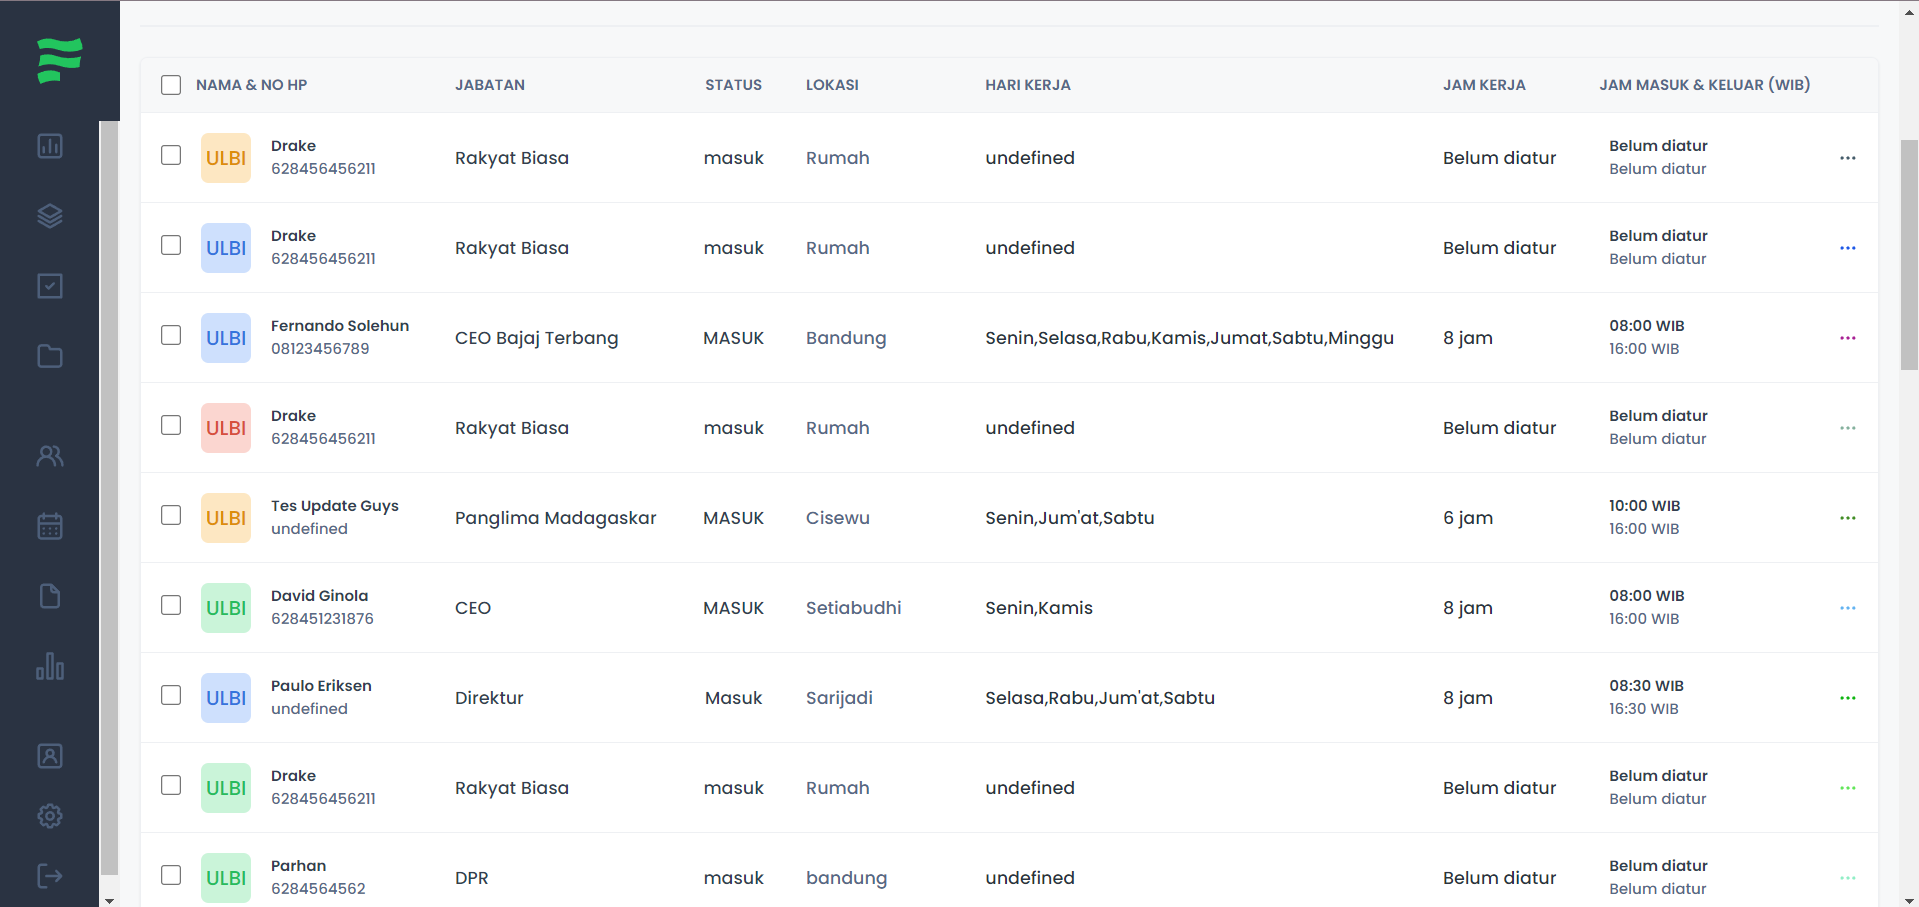 NAMA & NO HP JABATAN STATUS LOKASI HARI KERJA JAM KERJA JAM MASUK & KELUAR (WIB)
ULBI Drake Rakyat Biasa masuk Rumah undefined Belum diatur Belum diatur
628456456211 Belum diatur
ULBI Drake Rakyat Biasa masuk Rumah undefined Belum diatur Belum diatur
628456456211 Belum diatur
ULBI Fernando Solehun CEO Bajaj Terbang MASUK Bandung Senin,Selasa,Rabu,Kamis,Jumat,Sabtu,Minggu 8 jam 08:00 WIB
08123456789 16:00 WIB
ULBI Drake Rakyat Biasa masuk Rumah undefined Belum diatur Belum diatur
628456456211 Belum diatur
ULBI Tes Update Guys Panglima Madagaskar MASUK Cisewu Senin,Jum'at,Sabtu 6 jam 10:00 WIB
undefined 16:00 WIB
ULBI David Ginola CEO MASUK Setiabudhi Senin,Kamis 8 jam 08:00 WIB
628451231876 16:00 WIB
ULBI Paulo Eriksen Direktur Masuk Sarijadi Selasa,Rabu,Jum'at,Sabtu 8 jam 08:30 WIB
undefined 16:30 WIB
ULBI Drake Rakyat Biasa masuk Rumah undefined Belum diatur Belum diatur
628456456211 Belum diatur
ULBI Parhan DPR masuk bandung undefined Belum diatur Belum diatur
6284564562 Belum diatur